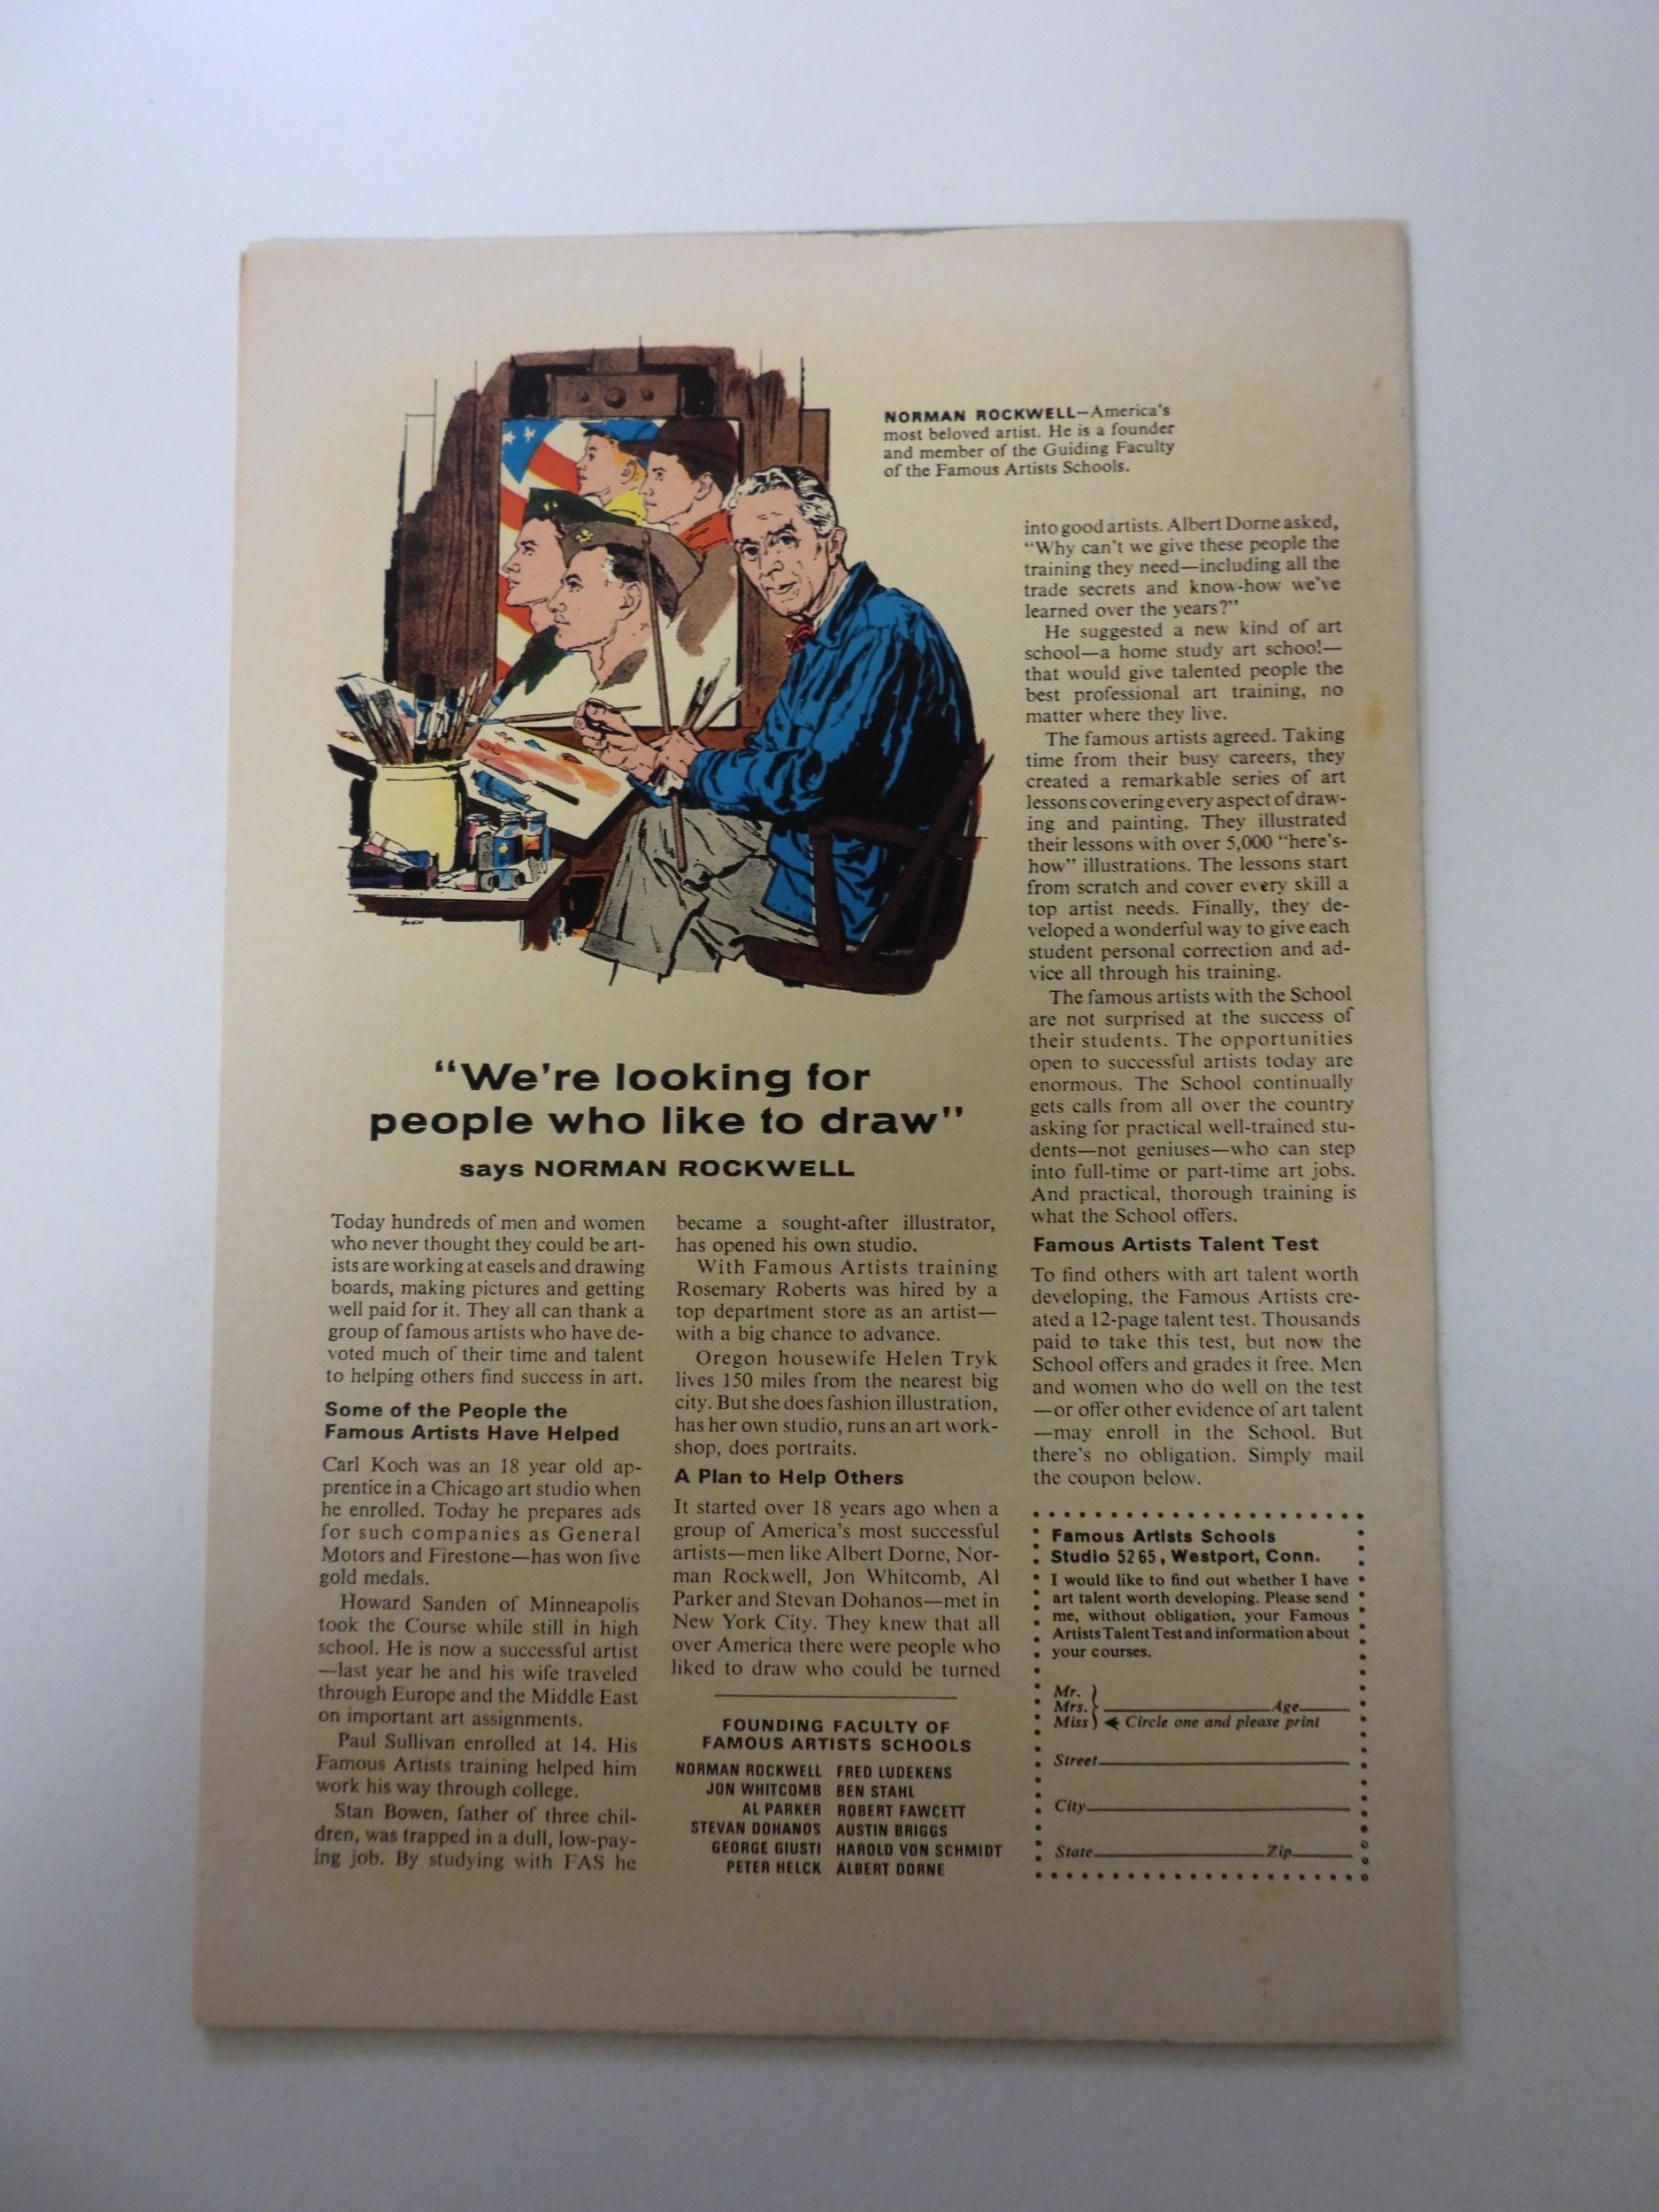 NORMAN ROCKWELL—America's
most beloved artist. He is a founder
and member of the Guiding Faculty
of the Famous Artists Schools.
"We're looking for
people who like to draw"
says NORMAN ROCKWELL
Today hundreds of men and women
who never thought they could be art-
ists are working at easels and drawing
boards, making pictures and getting
well paid for it. They all can thank a
group of famous artists who have de-
voted much of their time and talent
to helping others find success in art.
Some of the People the
Famous Artists Have Helped
Carl Koch was an 18 year old ap-
prentice in a Chicago art studio when
he enrolled. Today he prepares ads
for such companies as General
Motors and Firestone—has won five
gold medals.
Howard Sanden of Minneapolis
took the Course while still in high
school. He is now a successful artist
—last year he and his wife traveled
through Europe and the Middle East
on important art assignments.
Paul Sullivan enrolled at 14. His
Famous Artists training helped him
work his way through college.
Stan Bowen, father of three chil-
dren, was trapped in a dull, low-pay-
ing job. By studying with FAS he
became a sought-after illustrator,
has opened his own studio.
With Famous Artists training
Rosemary Roberts was hired by a
top department store as an artist—
with a big chance to advance.
Oregon housewife Helen Tryk
lives 150 miles from the nearest big
city. But she does fashion illustration,
has her own studio, runs an art work-
shop, does portraits.
A Plan to Help Others
It started over 18 years ago when a
group of America's most successful
artists—men like Albert Dorne, Nor-
man Rockwell, Jon Whitcomb, Al
Parker and Stevan Dohanos—met in
New York City. They knew that all
over America there were people who
liked to draw who could be turned
FOUNDING FACULTY OF
FAMOUS ARTISTS SCHOOLS
NORMAN ROCKWELL FRED LUDEKENS
JON WHITCOMB BEN STAHL
AL PARKER ROBERT FAWCETT
STEVAN DOHANOS AUSTIN BRIGGS
GEORGE GIUSTI HAROLD VON SCHMIDT
PETER HELCK ALBERT DORNE
into good artists. Albert Dorne asked,
"Why can't we give these people the
training they need—including all the
trade secrets and know-how we've
learned over the years?"
He suggested a new kind of art
school—a home study art school—
that would give talented people the
best professional art training, no
matter where they live.
The famous artists agreed. Taking
time from their busy careers, they
created a remarkable series of art
lessons covering every aspect of draw-
ing and painting. They illustrated
their lessons with over 5,000 "here's-
how" illustrations. The lessons start
from scratch and cover every skill a
top artist needs. Finally, they de-
veloped a wonderful way to give each
student personal correction and ad-
vice all through his training.
The famous artists with the School
are not surprised at the success of
their students. The opportunities
open to successful artists today are
enormous. The School continually
gets calls from all over the country
asking for practical well-trained stu-
dents—not geniuses—who can step
into full-time or part-time art jobs.
And practical, thorough training is
what the School offers.
Famous Artists Talent Test
To find others with art talent worth
developing, the Famous Artists cre-
ated a 12-page talent test. Thousands
paid to take this test, but now the
School offers and grades it free. Men
and women who do well on the test
—or offer other evidence of art talent
—may enroll in the School. But
there's no obligation. Simply mail
the coupon below.
Famous Artists Schools
Studio 5265, Westport, Conn.
I would like to find out whether I have
art talent worth developing. Please send
me, without obligation, your Famous
Artists Talent Test and information about
your courses.
Mr.
Mrs. Age
Miss Circle one and please print
Street
City
State Zip